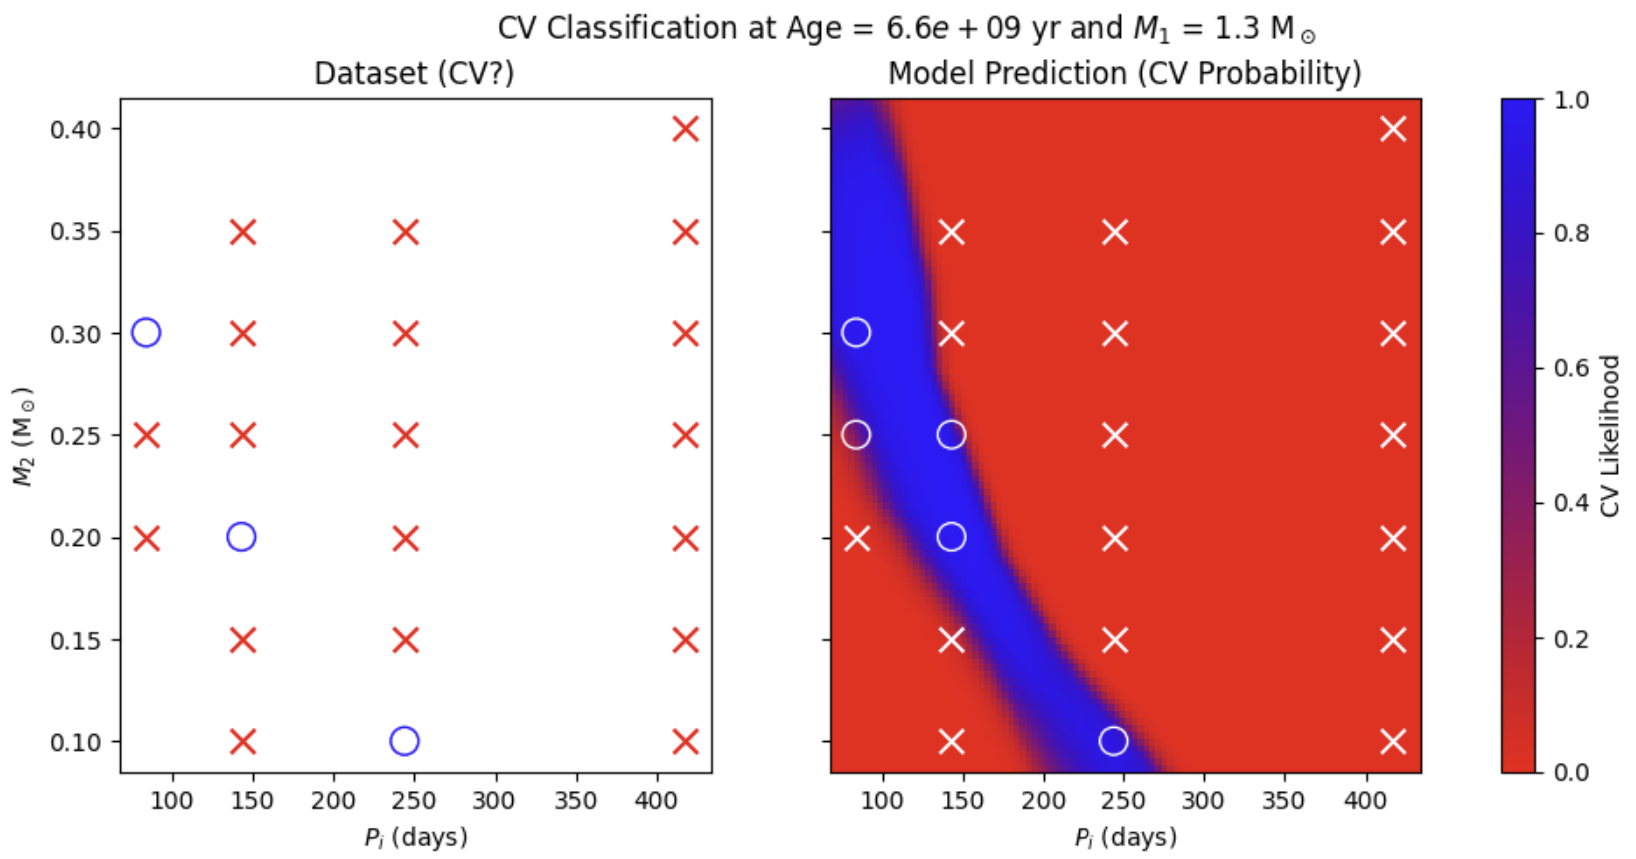 CV Classification at Age = 6.6e + 09 yr and M₁ = 1.3 M⊙
Dataset (CV?)
0.40
0.35
0.30
0.25
0.20
0.15
0.10
M₂ (M⊙)
100 150 200 250 300 350 400
Pᵢ (days)
Model Prediction (CV Probability)
100 150 200 250 300 350 400
Pᵢ (days)
1.0
0.8
0.6
0.4
0.2
0.0
CV Likelihood